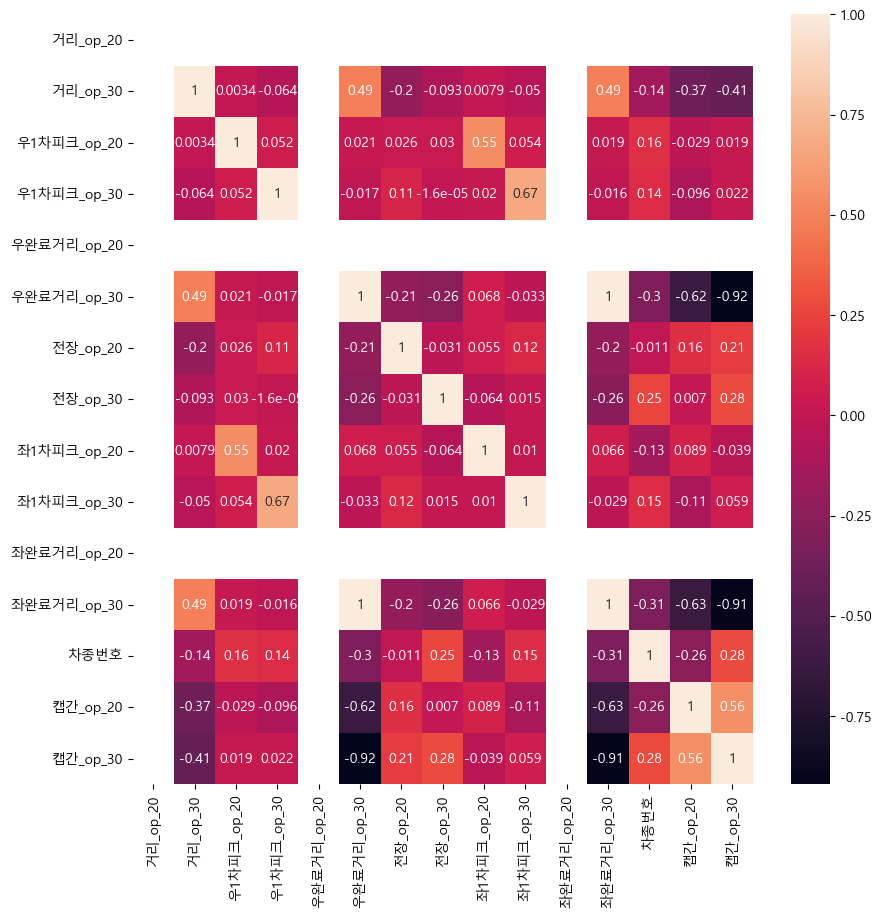 거리_op_20
거리_op_30 1 0.0034 -0.064 0.49 -0.2 -0.093 0.0079 -0.05 0.49 -0.14 -0.37 -0.41
우1차피크_op_20 0.0034 1 0.052 0.021 0.026 0.03 0.55 0.054 0.019 0.16 -0.029 0.019
우1차피크_op_30 -0.064 0.052 1 -0.017 0.11 -1.6e-05 0.02 0.67 -0.016 0.14 -0.096 0.022
우완료거리_op_20
우완료거리_op_30 0.49 0.021 -0.017 1 -0.21 -0.26 0.068 -0.033 1 -0.3 -0.62 -0.92
전장_op_20 -0.2 0.026 0.11 -0.21 1 -0.031 0.055 0.12 -0.2 -0.011 0.16 0.21
전장_op_30 -0.093 0.03 -1.6e-05 -0.26 -0.031 1 -0.064 0.015 -0.26 0.25 0.007 0.28
좌1차피크_op_20 0.0079 0.55 0.02 0.068 0.055 -0.064 1 0.01 0.066 -0.13 0.089 -0.039
좌1차피크_op_30 -0.05 0.054 0.67 -0.033 0.12 0.015 0.01 1 -0.029 0.15 -0.11 0.059
좌완료거리_op_20
좌완료거리_op_30 0.49 0.019 -0.016 1 -0.2 -0.26 0.066 -0.029 1 -0.31 -0.63 -0.91
차종번호 -0.14 0.16 0.14 -0.3 -0.011 0.25 -0.13 0.15 -0.31 1 -0.26 0.28
캡간_op_20 -0.37 -0.029 -0.096 -0.62 0.16 0.007 0.089 -0.11 -0.63 -0.26 1 0.56
캡간_op_30 -0.41 0.019 0.022 -0.92 0.21 0.28 -0.039 0.059 -0.91 0.28 0.56 1
거리_op_20
거리_op_30
우1차피크_op_20
우1차피크_op_30
우완료거리_op_20
우완료거리_op_30
전장_op_20
전장_op_30
좌1차피크_op_20
좌1차피크_op_30
좌완료거리_op_20
좌완료거리_op_30
차종번호
캡간_op_20
캡간_op_30
1.00
0.75
0.50
0.25
0.00
-0.25
-0.50
-0.75